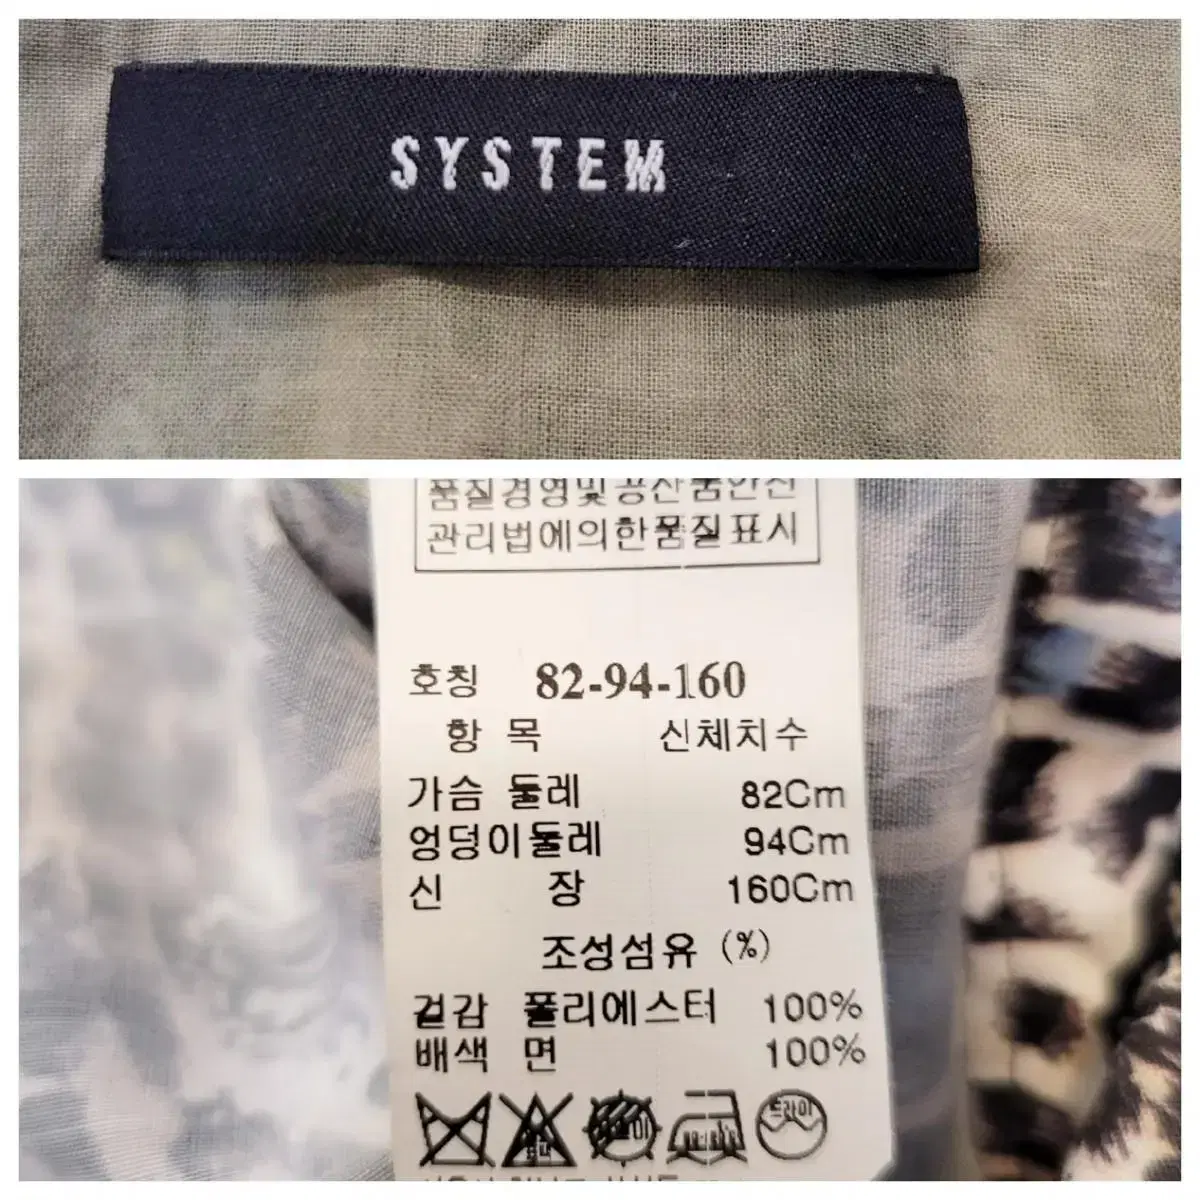 SYSTEM
품질경영및공산품안전
관리법에의한품질표시
호칭 82-94-160
항 목 신체치수
가슴 둘레 82Cm
엉덩이둘레 94Cm
신 장 160Cm
조성섬유 (%)
겉감 폴리에스터 100%
배색 면 100%
드라이